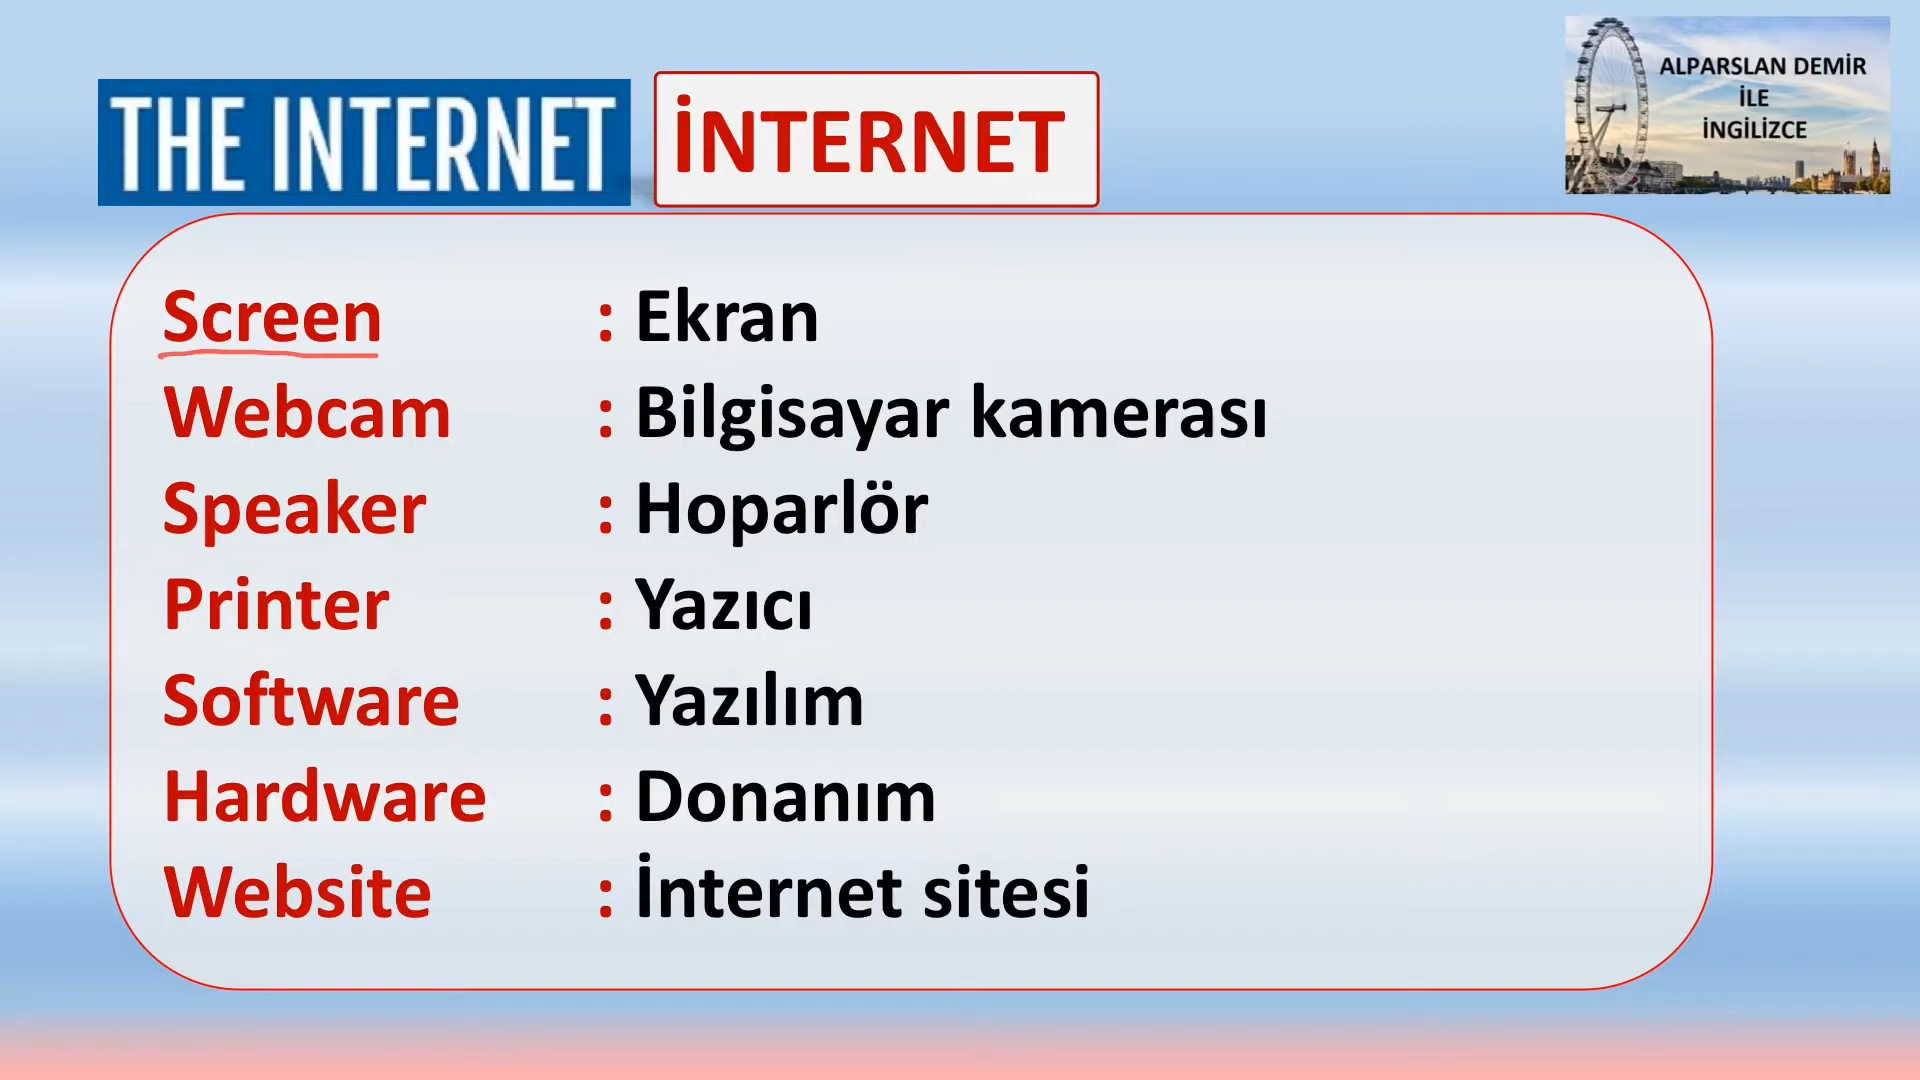 THE INTERNET
İNTERNET
ALPARSLAN DEMİR
İLE
İNGİLİZCE
Screen : Ekran
Webcam : Bilgisayar kamerası
Speaker : Hoparlör
Printer : Yazıcı
Software : Yazılım
Hardware : Donanım
Website : İnternet sitesi